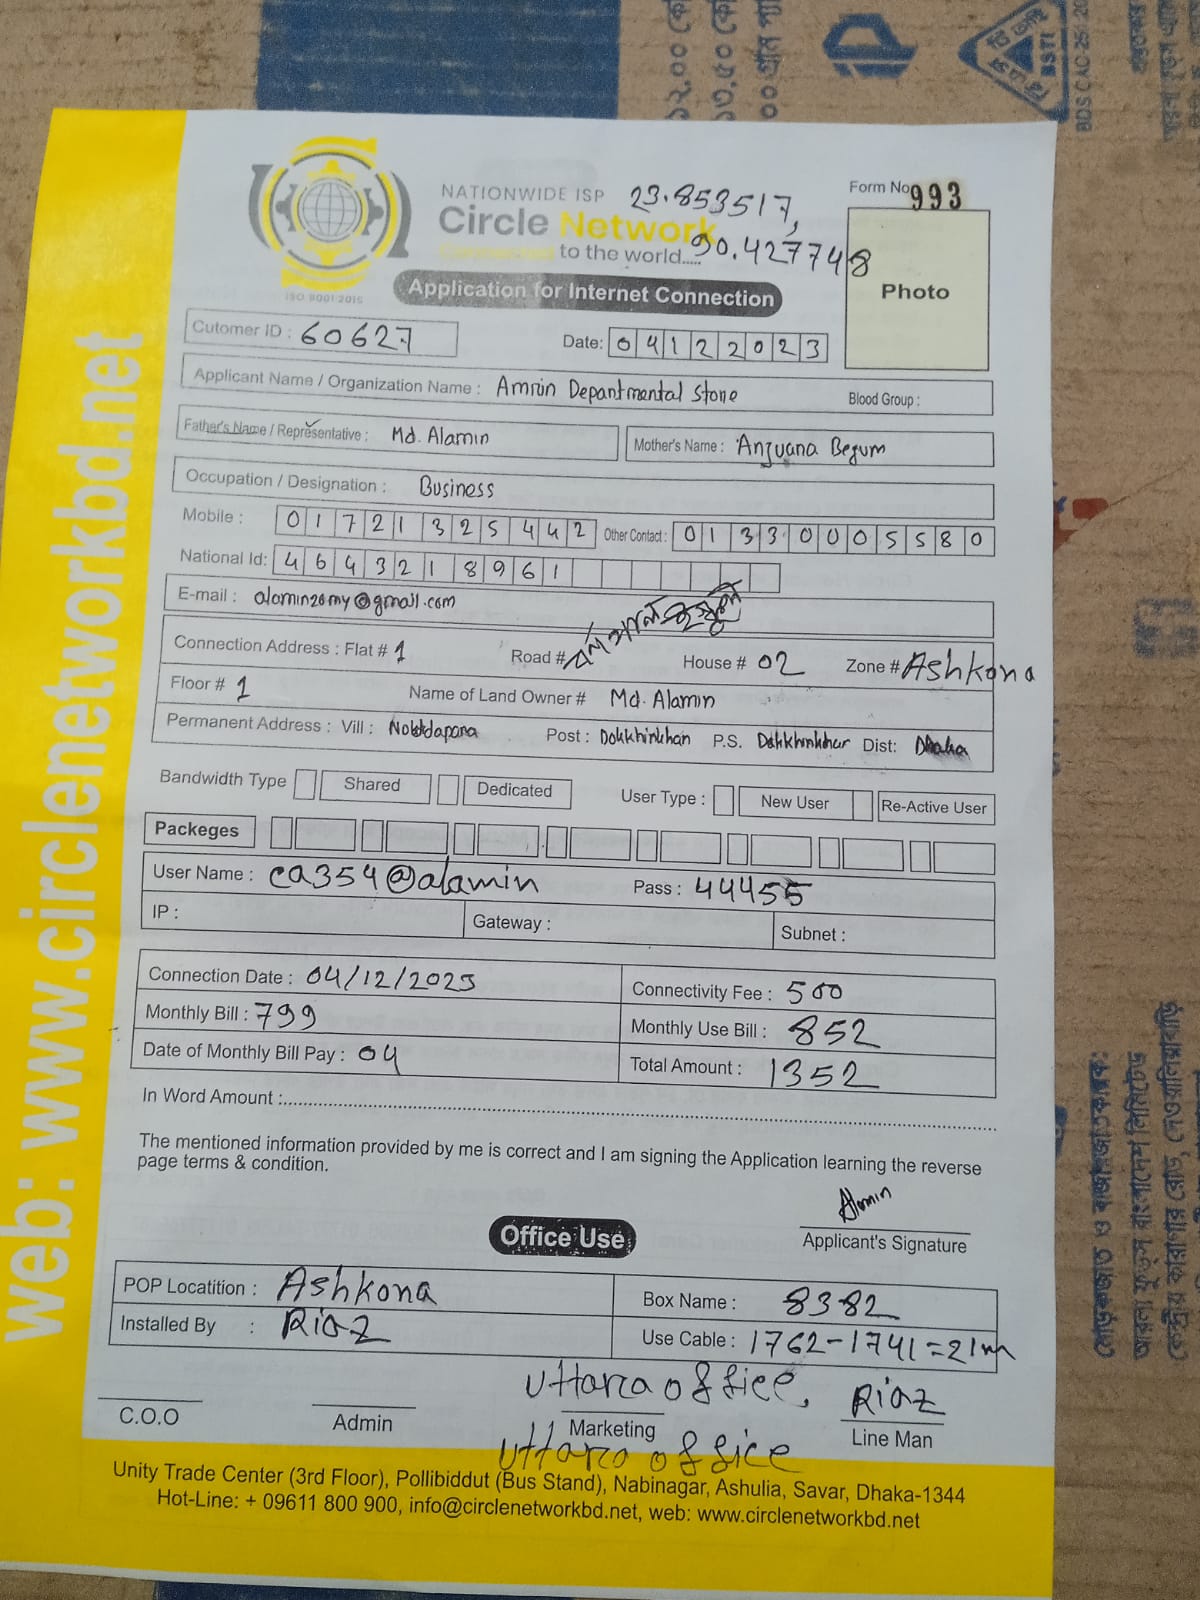 NATIONWIDE ISP 23.853517,
Circle Network
to the world..... 90.427748
Form No 993
ISO 9001:2015
Application for Internet Connection
Photo
Cutomer ID : 60627
Date: 04122023
Applicant Name / Organization Name : Amrin Depantmental Stone
Blood Group :
Father's Name / Representative : Md. Alamin
Mother's Name : Anjuana Begum
Occupation / Designation : Business
Mobile : 01721325442 Other Contact : 01330005580
National Id: 4643218961
E-mail : alamin26my@gmail.com
Connection Address : Flat # 1 Road # House # 02 Zone # Ashkona
Floor # 1 Name of Land Owner # Md. Alamin
Permanent Address : Vill : Post : Dokkhinkhan P.S. Dist: Dhaka
Bandwidth Type Shared Dedicated User Type : New User Re-Active User
Packeges
User Name : ca354@alamin Pass : 44455
IP : Gateway : Subnet :
Connection Date : 04/12/2023 Connectivity Fee : 500
Monthly Bill : 799 Monthly Use Bill : 852
Date of Monthly Bill Pay : 04 Total Amount : 1352
In Word Amount :
The mentioned information provided by me is correct and I am signing the Application learning the reverse
page terms & condition.
Alamin
Applicant's Signature
Office Use
POP Locatition : Ashkona Box Name : 8382
Installed By : Riaz Use Cable : 1762-1741=21m
Uttara office, Riaz
C.O.O Admin Marketing Line Man
Uttara office
Unity Trade Center (3rd Floor), Pollibiddut (Bus Stand), Nabinagar, Ashulia, Savar, Dhaka-1344
Hot-Line: + 09611 800 900, info@circlenetworkbd.net, web: www.circlenetworkbd.net
web: www.circlenetworkbd.net
BSTI